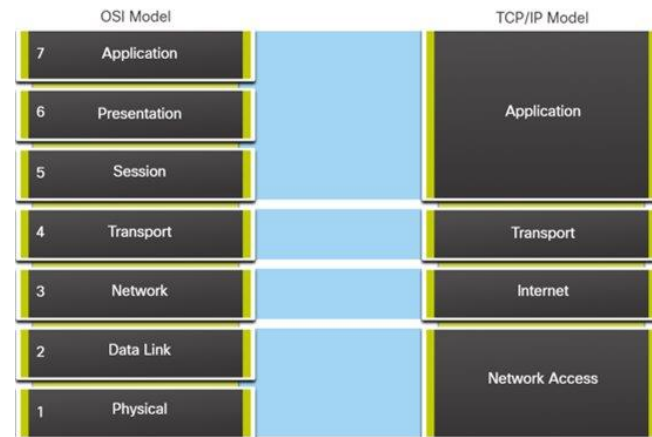 OSI Model
TCP/IP Model
7 Application
6 Presentation
Application
5 Session
4 Transport
Transport
3 Network
Internet
2 Data Link
Network Access
1 Physical